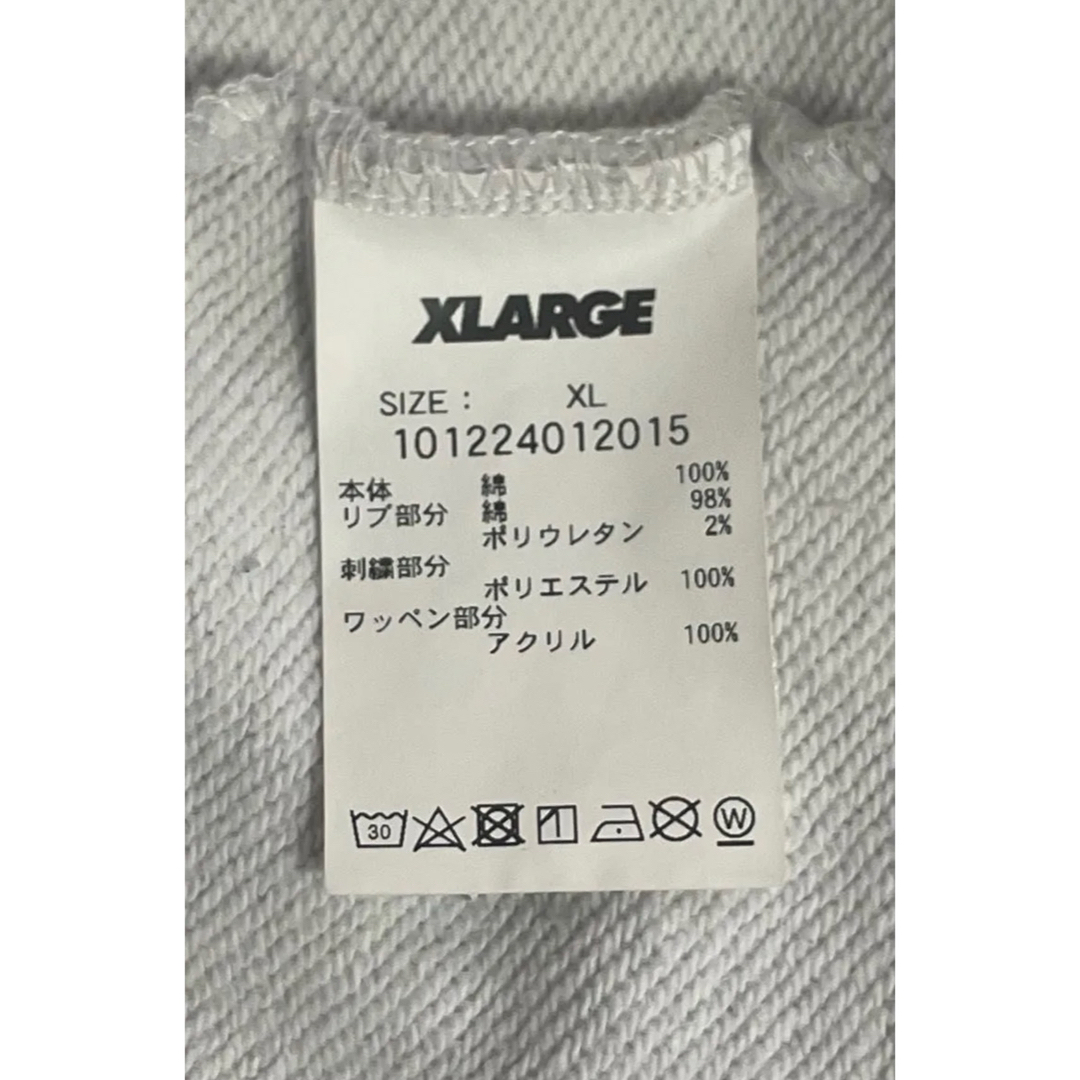 XLARGE
SIZE : XL
101224012015
本体 綿 100%
リブ部分 綿 98%
ポリウレタン 2%
刺繍部分
ポリエステル 100%
ワッペン部分
アクリル 100%
30 W